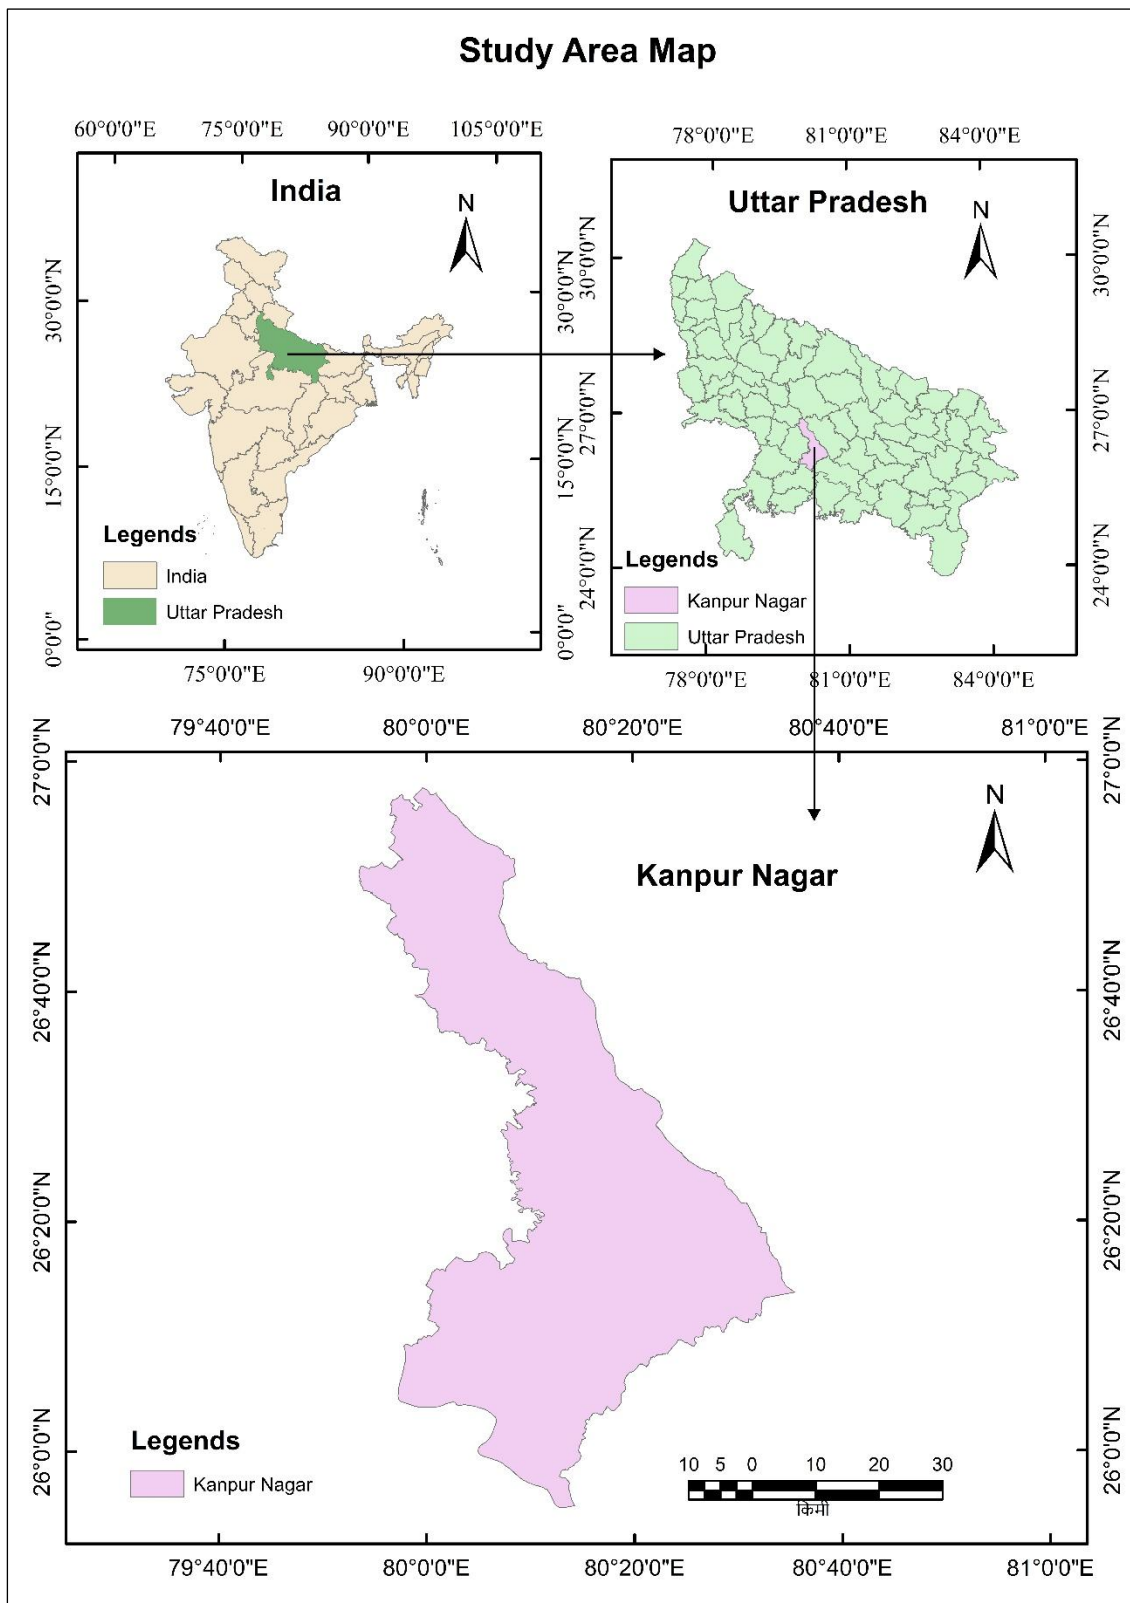 Study Area Map
60°0'0"E 75°0'0"E 90°0'0"E 105°0'0"E
India
N
30°0'0"N
15°0'0"N
0°0'0"
30°0'0"N
15°0'0"N
0°0'0"
Legends
India
Uttar Pradesh
75°0'0"E 90°0'0"E
78°0'0"E 81°0'0"E 84°0'0"E
Uttar Pradesh
N
30°0'0"N
27°0'0"N
24°0'0"N
30°0'0"N
27°0'0"N
24°0'0"N
Legends
Kanpur Nagar
Uttar Pradesh
78°0'0"E 81°0'0"E 84°0'0"E
79°40'0"E 80°0'0"E 80°20'0"E 80°40'0"E 81°0'0"E
27°0'0"N
26°40'0"N
26°20'0"N
26°0'0"N
27°0'0"N
26°40'0"N
26°20'0"N
26°0'0"N
N
Kanpur Nagar
Legends
Kanpur Nagar
10 5 0 10 20 30
किमी
79°40'0"E 80°0'0"E 80°20'0"E 80°40'0"E 81°0'0"E